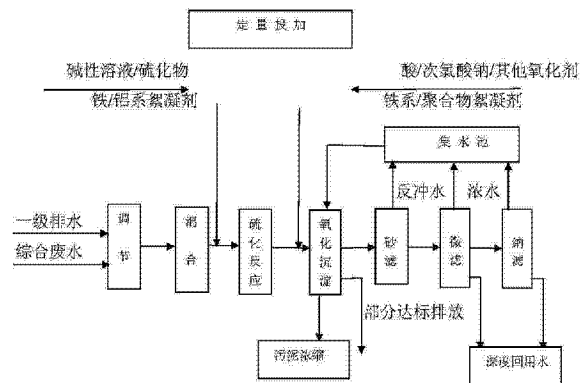 定量投加
碱性溶液/硫化物
酸/次氯酸钠/其他氧化剂
铁/铝系絮凝剂
铁系/聚合物絮凝剂
集水池
反冲水
浓水
一级排水
综合废水
调节
混合
硫化反应
氧化沉淀
砂滤
微滤
纳滤
部分达标排放
污泥浓缩
深度回用水